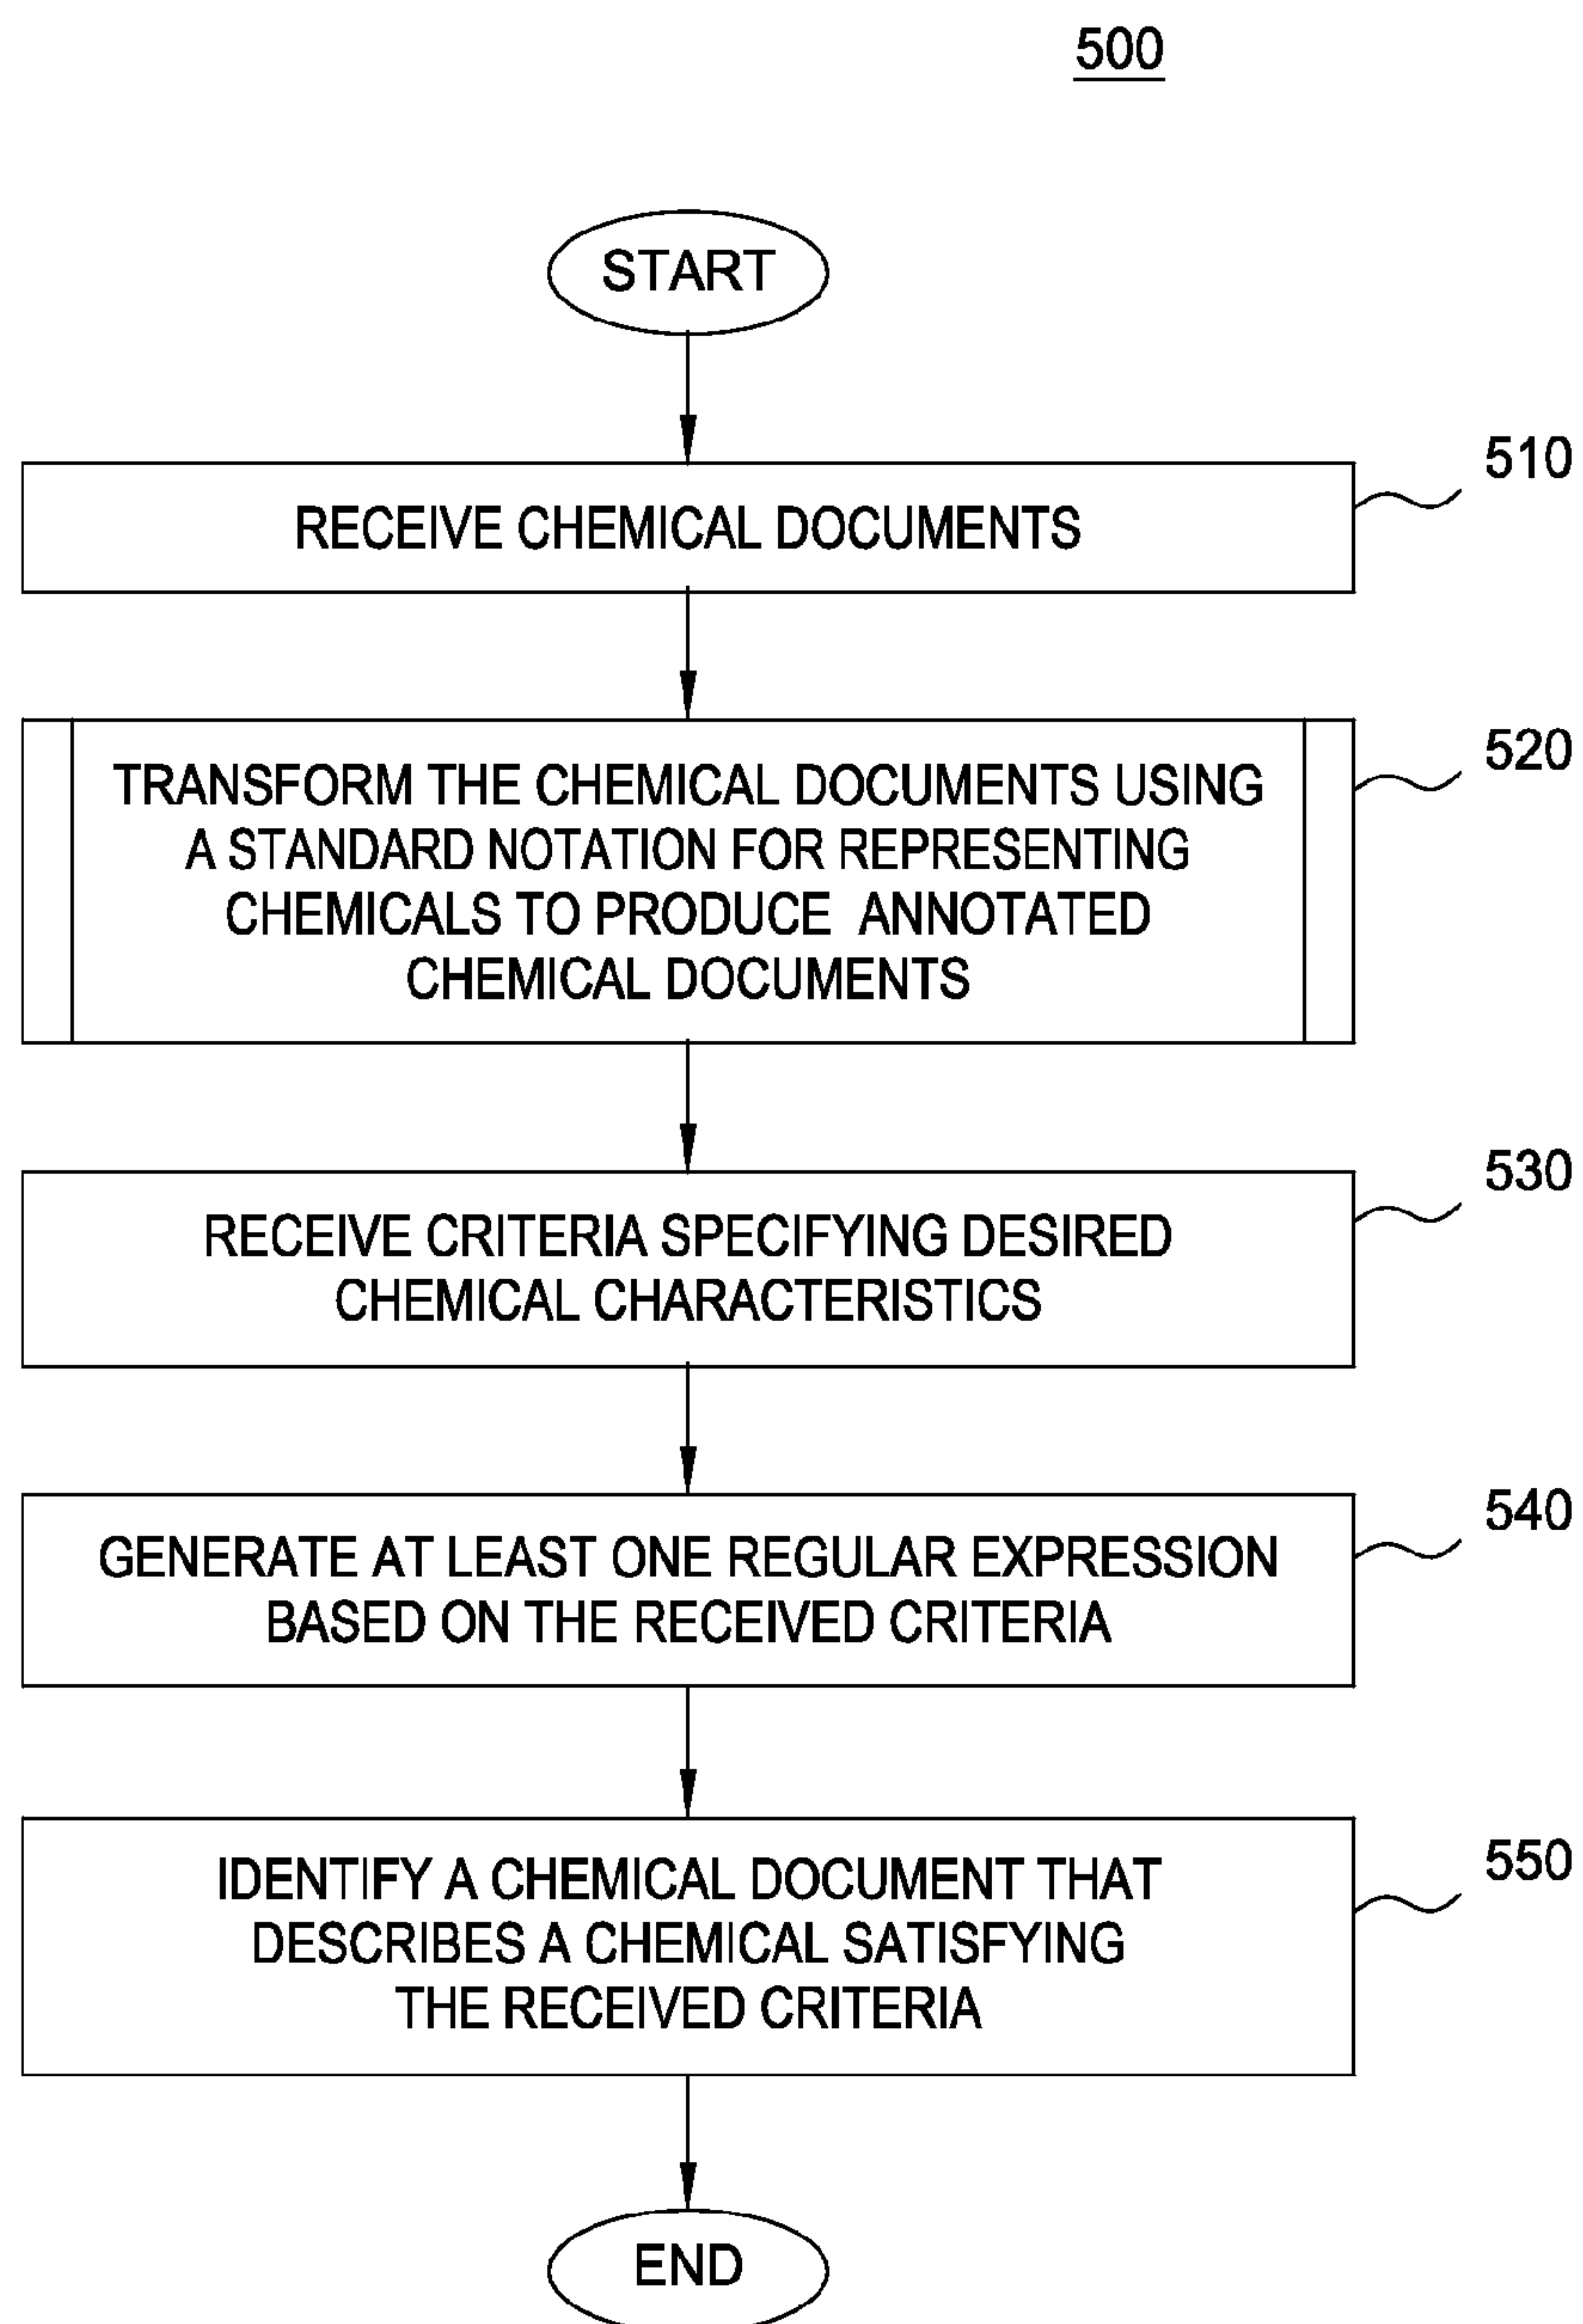 500
START
510
RECEIVE CHEMICAL DOCUMENTS
520
TRANSFORM THE CHEMICAL DOCUMENTS USING
A STANDARD NOTATION FOR REPRESENTING
CHEMICALS TO PRODUCE ANNOTATED
CHEMICAL DOCUMENTS
530
RECEIVE CRITERIA SPECIFYING DESIRED
CHEMICAL CHARACTERISTICS
540
GENERATE AT LEAST ONE REGULAR EXPRESSION
BASED ON THE RECEIVED CRITERIA
550
IDENTIFY A CHEMICAL DOCUMENT THAT
DESCRIBES A CHEMICAL SATISFYING
THE RECEIVED CRITERIA
END